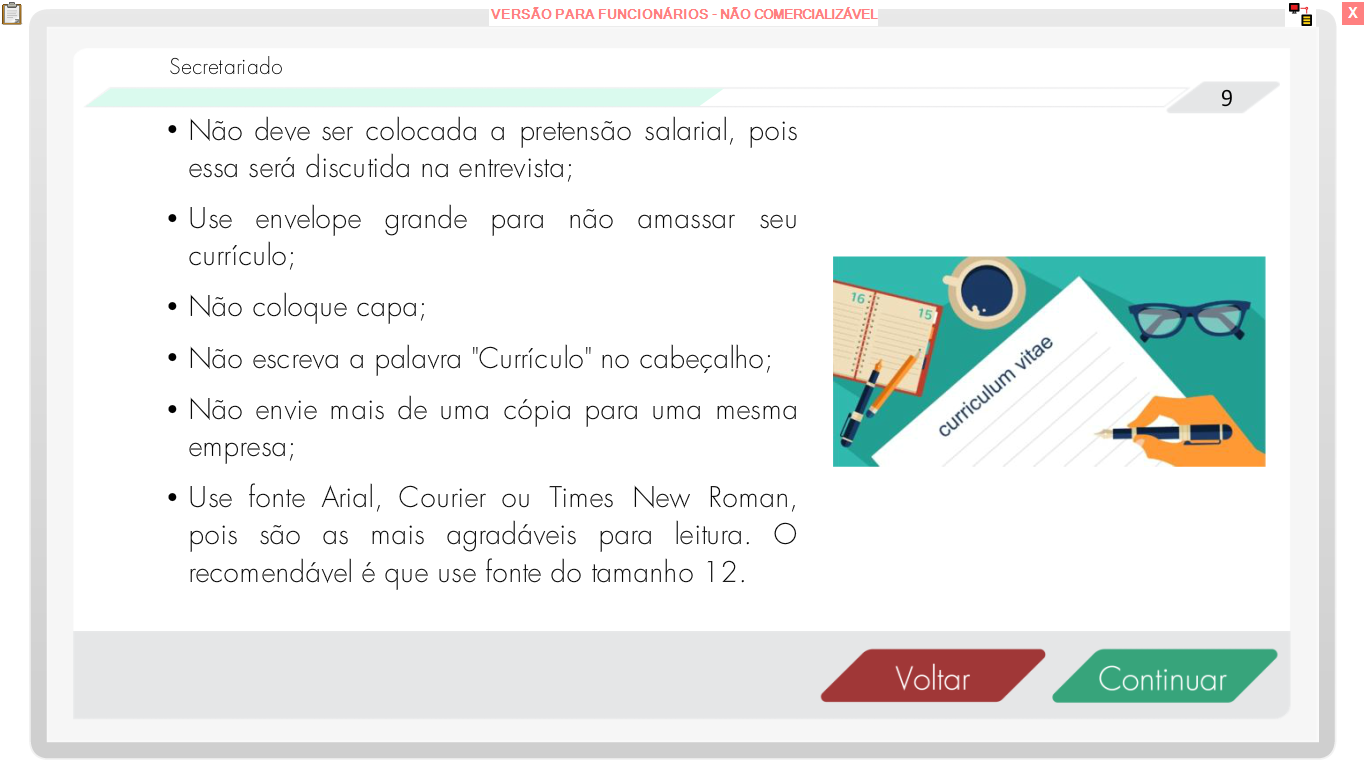 VERSÃO PARA FUNCIONÁRIOS - NÃO COMERCIALIZÁVEL
X
Secretariado
9
• Não deve ser colocada a pretensão salarial, pois
essa será discutida na entrevista;
• Use envelope grande para não amassar seu
currículo;
• Não coloque capa;
• Não escreva a palavra "Currículo" no cabeçalho;
• Não envie mais de uma cópia para uma mesma
empresa;
• Use fonte Arial, Courier ou Times New Roman,
pois são as mais agradáveis para leitura. O
recomendável é que use fonte do tamanho 12.
16
15
curriculum vitae
Voltar
Continuar